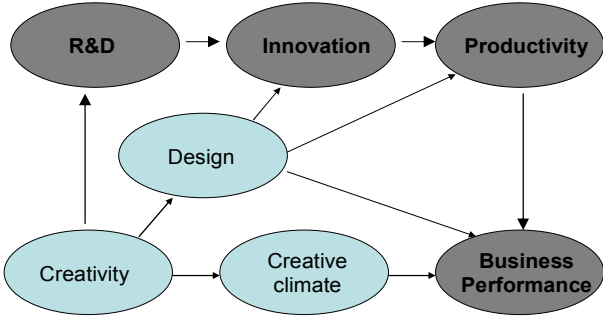 R&D
Innovation
Productivity
Design
Creativity
Creative
climate
Business
Performance